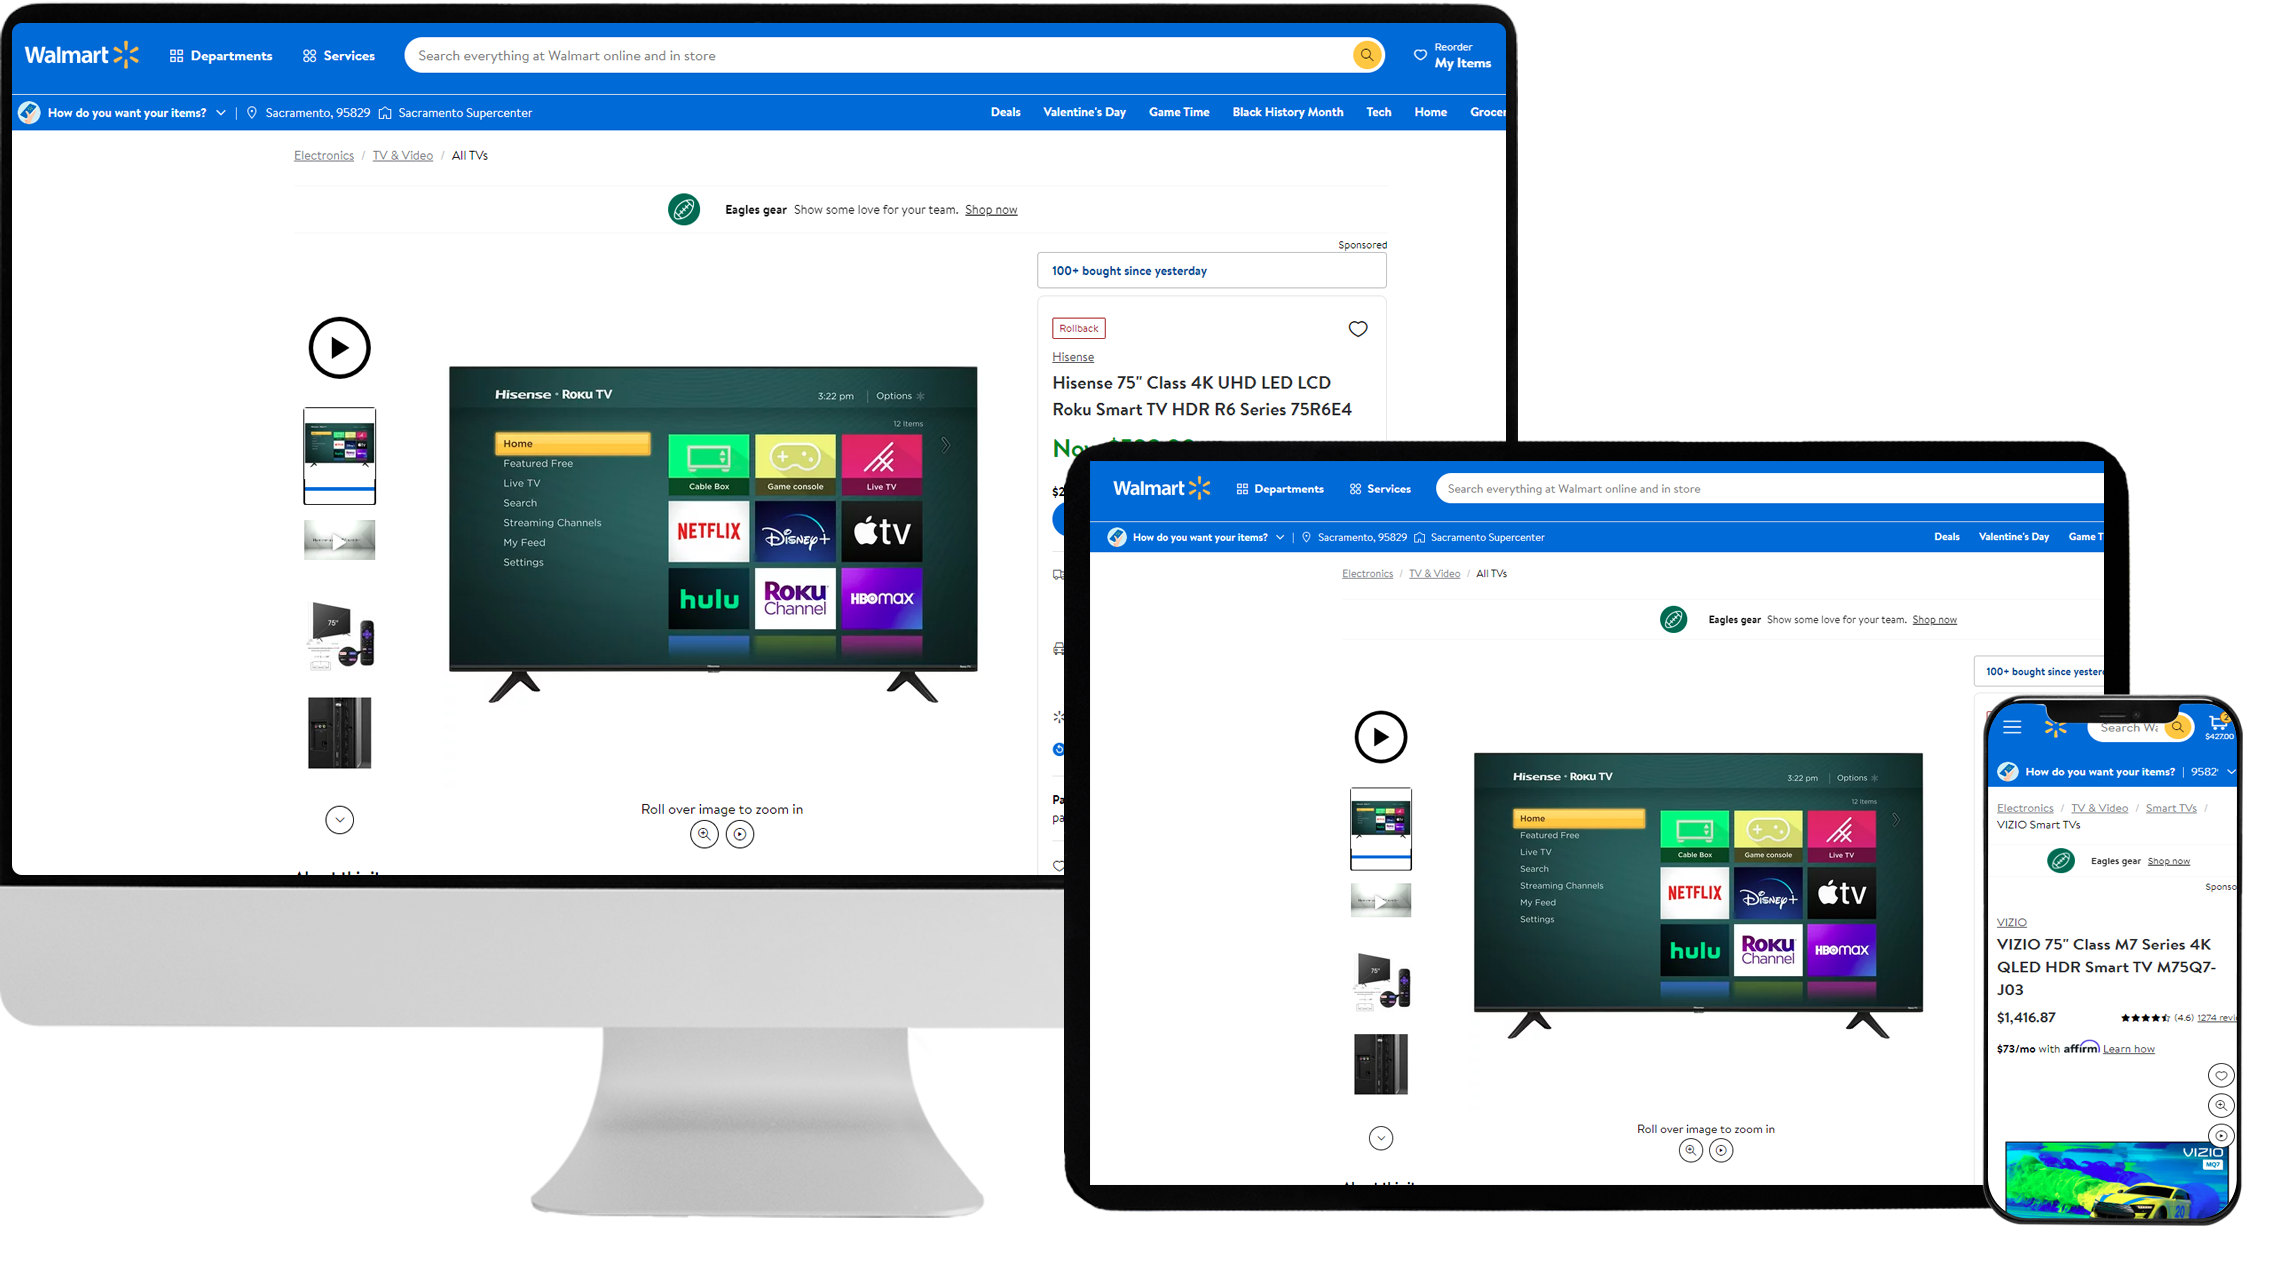 Walmart
Departments
Services
Search everything at Walmart online and in store
Reorder
My Items
How do you want your items?
Sacramento, 95829
Sacramento Supercenter
Deals
Valentine's Day
Game Time
Black History Month
Tech
Home
Electronics / TV & Video / All TVs
Eagles gear Show some love for your team. Shop now
Sponsored
100+ bought since yesterday
Rollback
Hisense
Hisense 75" Class 4K UHD LED LCD
Roku Smart TV HDR R6 Series 75R6E4
Hisense • Roku TV
3:22 pm | Options
12 Items
Home
Featured Free
Live TV
Search
Streaming Channels
My Feed
Settings
Cable Box
Game console
Live TV
NETFLIX
Disney+
tv
hulu
Roku Channel
HBOmax
75"
Roll over image to zoom in
Walmart
Departments
Services
Search everything at Walmart online and in store
How do you want your items?
Sacramento, 95829
Sacramento Supercenter
Deals
Valentine's Day
Game
Electronics / TV & Video / All TVs
Eagles gear Show some love for your team. Shop now
100+ bought since
Hisense • Roku TV
3:22 pm | Options
12 Items
Home
Featured Free
Live TV
Search
Streaming Channels
My Feed
Settings
Cable Box
Game console
Live TV
NETFLIX
Disney+
tv
hulu
Roku Channel
HBOmax
75"
Roll over image to zoom in
Search
2
$427.00
How do you want your items? |
Electronics / TV & Video / Smart TVs /
VIZIO Smart TVs
Eagles gear Shop now
VIZIO
VIZIO 75" Class M7 Series 4K
QLED HDR Smart TV M75Q7-
J03
$1,416.87
(4.6) 1274
$73/mo with affirm Learn how
VIZIO
MQ7
20